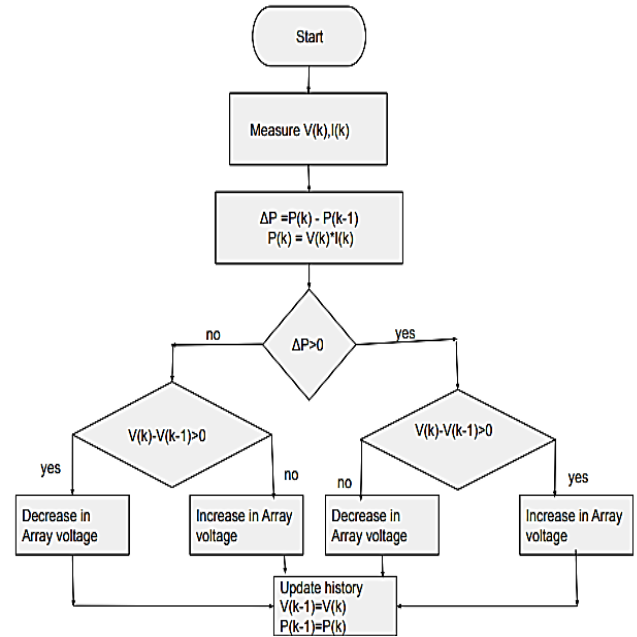 Start
Measure V(k),I(k)
ΔP =P(k) - P(k-1)
P(k) = V(k)*I(k)
ΔP>0
no
yes
V(k)-V(k-1)>0
V(k)-V(k-1)>0
yes
no
no
yes
Decrease in
Array voltage
Increase in Array
voltage
Decrease in
Array voltage
Increase in Array
voltage
Update history
V(k-1)=V(k)
P(k-1)=P(k)